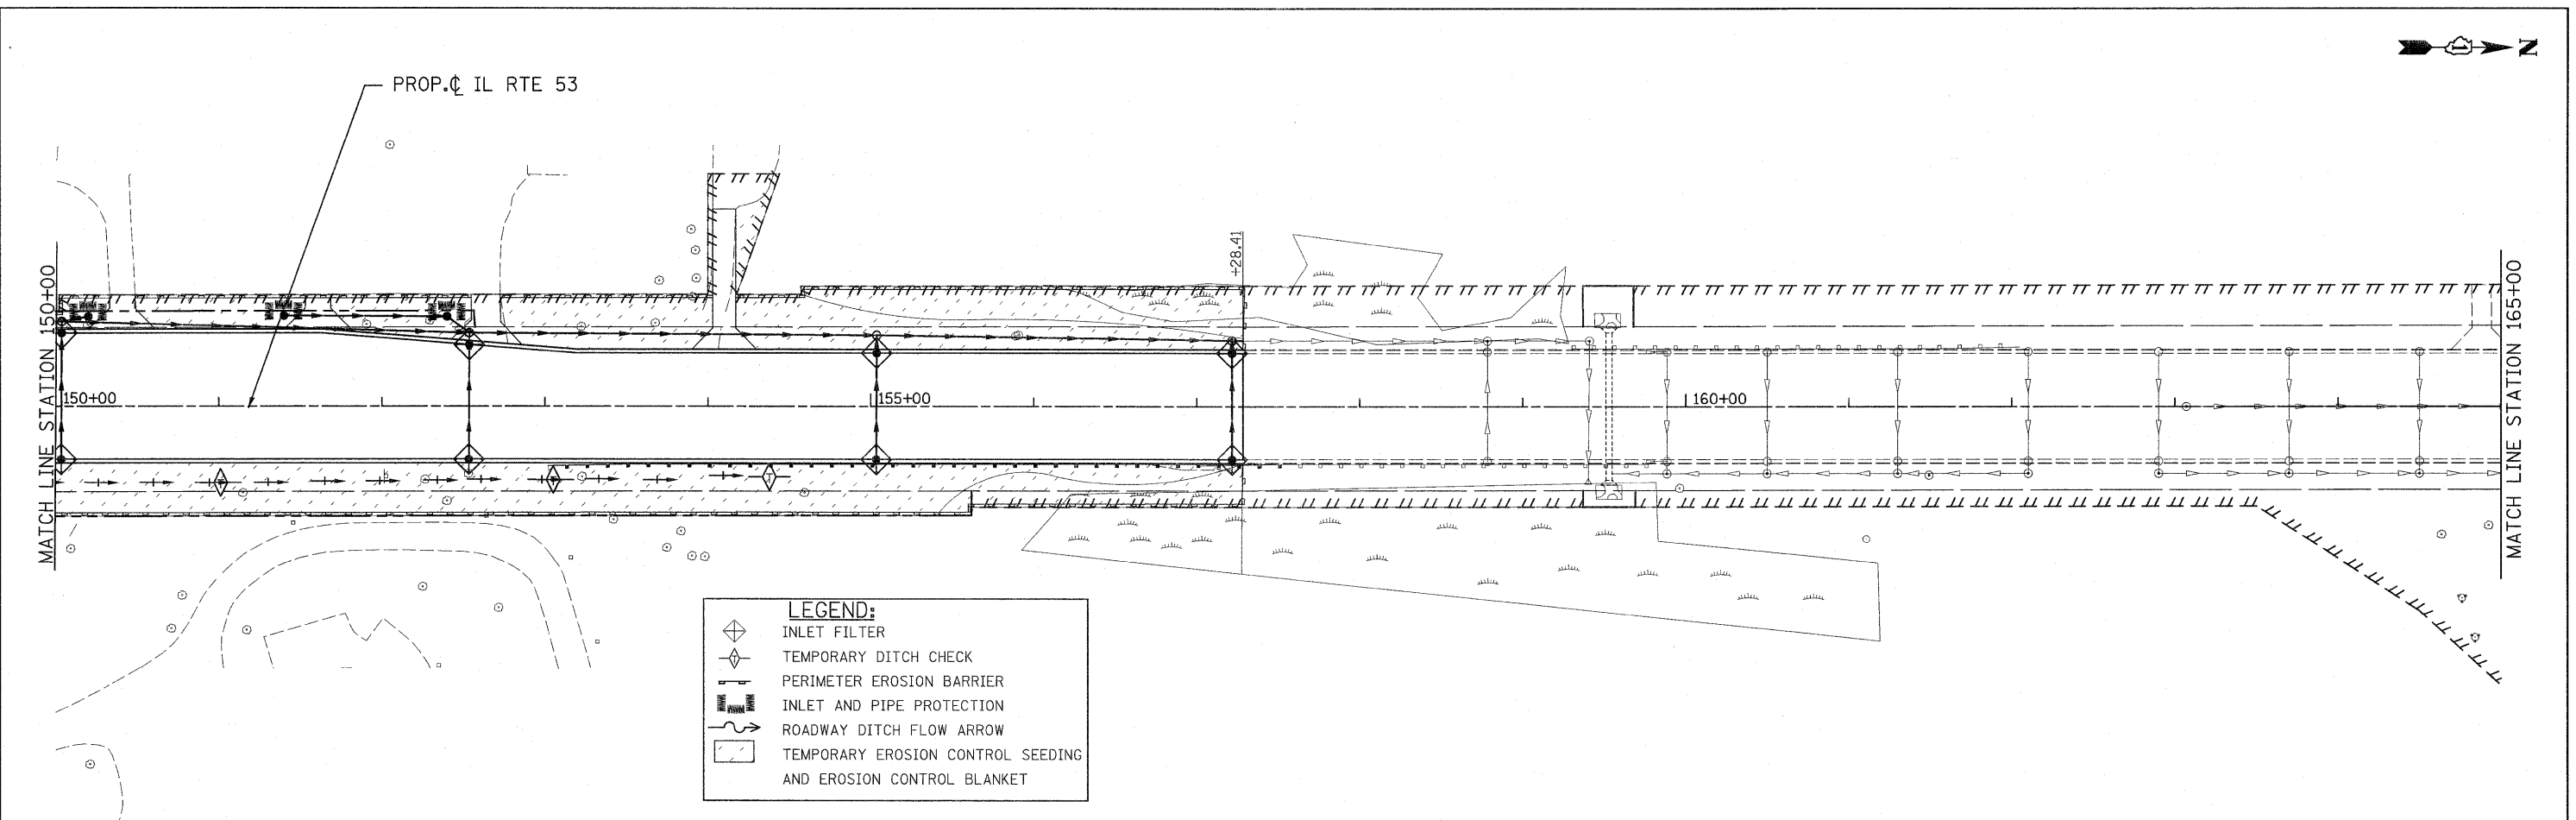 N
PROP. ℄ IL RTE 53
+28.41
MATCH LINE STATION 150+00
150+00
155+00
160+00
MATCH LINE STATION 165+00
LEGEND:
INLET FILTER
T TEMPORARY DITCH CHECK
PERIMETER EROSION BARRIER
INLET AND PIPE PROTECTION
ROADWAY DITCH FLOW ARROW
TEMPORARY EROSION CONTROL SEEDING
AND EROSION CONTROL BLANKET